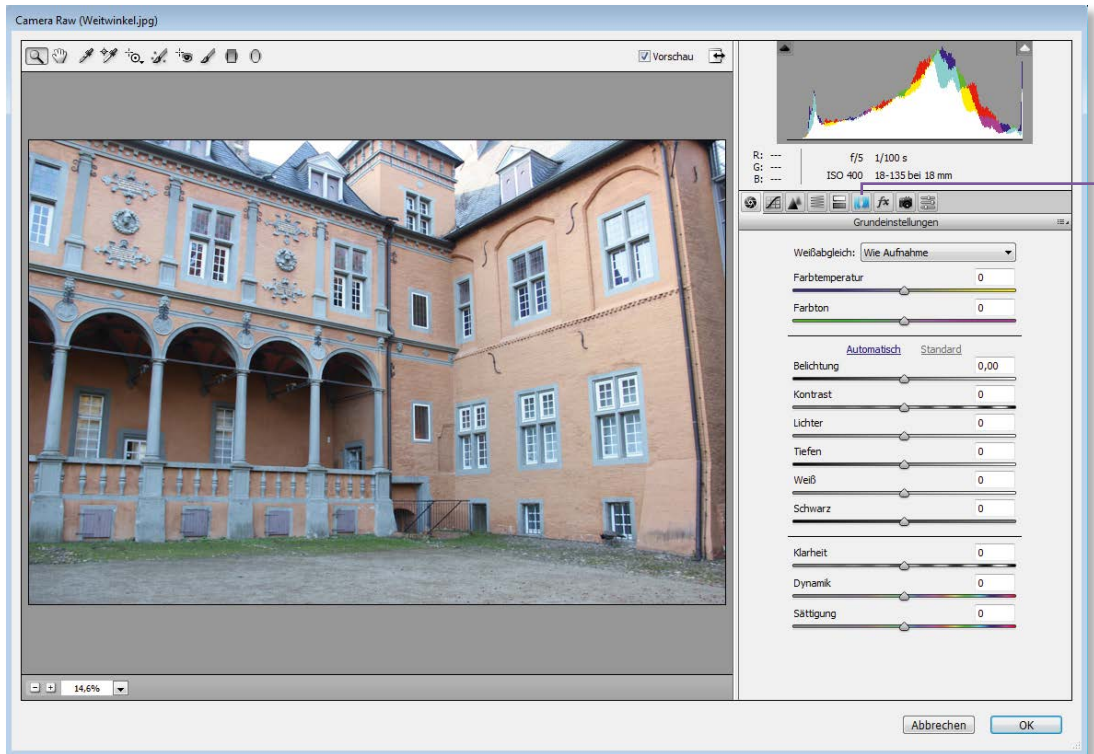 Camera Raw (Weitwinkel.jpg)
Vorschau
R: ---
G: ---
B: ---
f/5 1/100 s
ISO 400 18-135 bei 18 mm
fx
Grundeinstellungen
Weißabgleich: Wie Aufnahme
Farbtemperatur 0
Farbton 0
Automatisch Standard
Belichtung 0,00
Kontrast 0
Lichter 0
Tiefen 0
Weiß 0
Schwarz 0
Klarheit 0
Dynamik 0
Sättigung 0
14,6%
Abbrechen OK